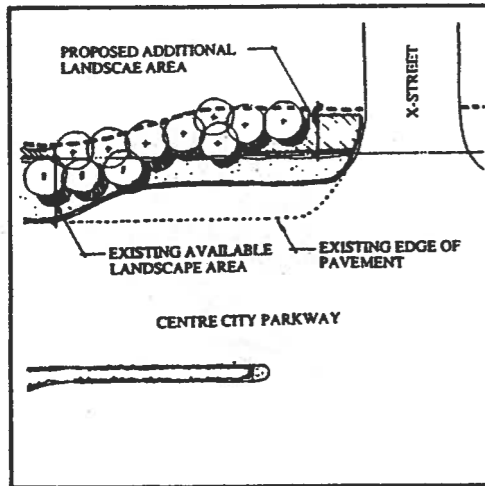 PROPOSED ADDITIONAL
LANDSCAE AREA
X-STREET
EXISTING AVAILABLE
LANDSCAPE AREA
EXISTING EDGE OF
PAVEMENT
CENTRE CITY PARKWAY